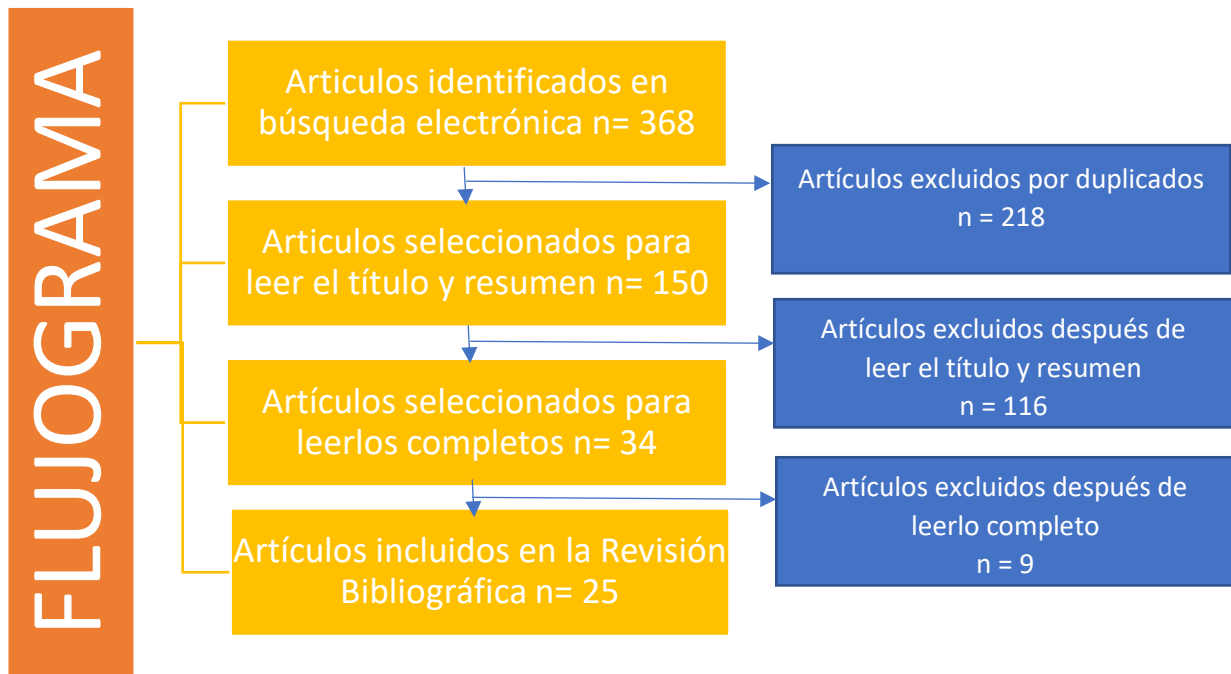 FLUJOGRAMA
Articulos identificados en
búsqueda electrónica n= 368
Artículos excluidos por duplicados
n = 218
Articulos seleccionados para
leer el título y resumen n= 150
Artículos excluidos después de
leer el título y resumen
n = 116
Artículos seleccionados para
leerlos completos n= 34
Artículos excluidos después de
leerlo completo
n = 9
Artículos incluidos en la Revisión
Bibliográfica n= 25